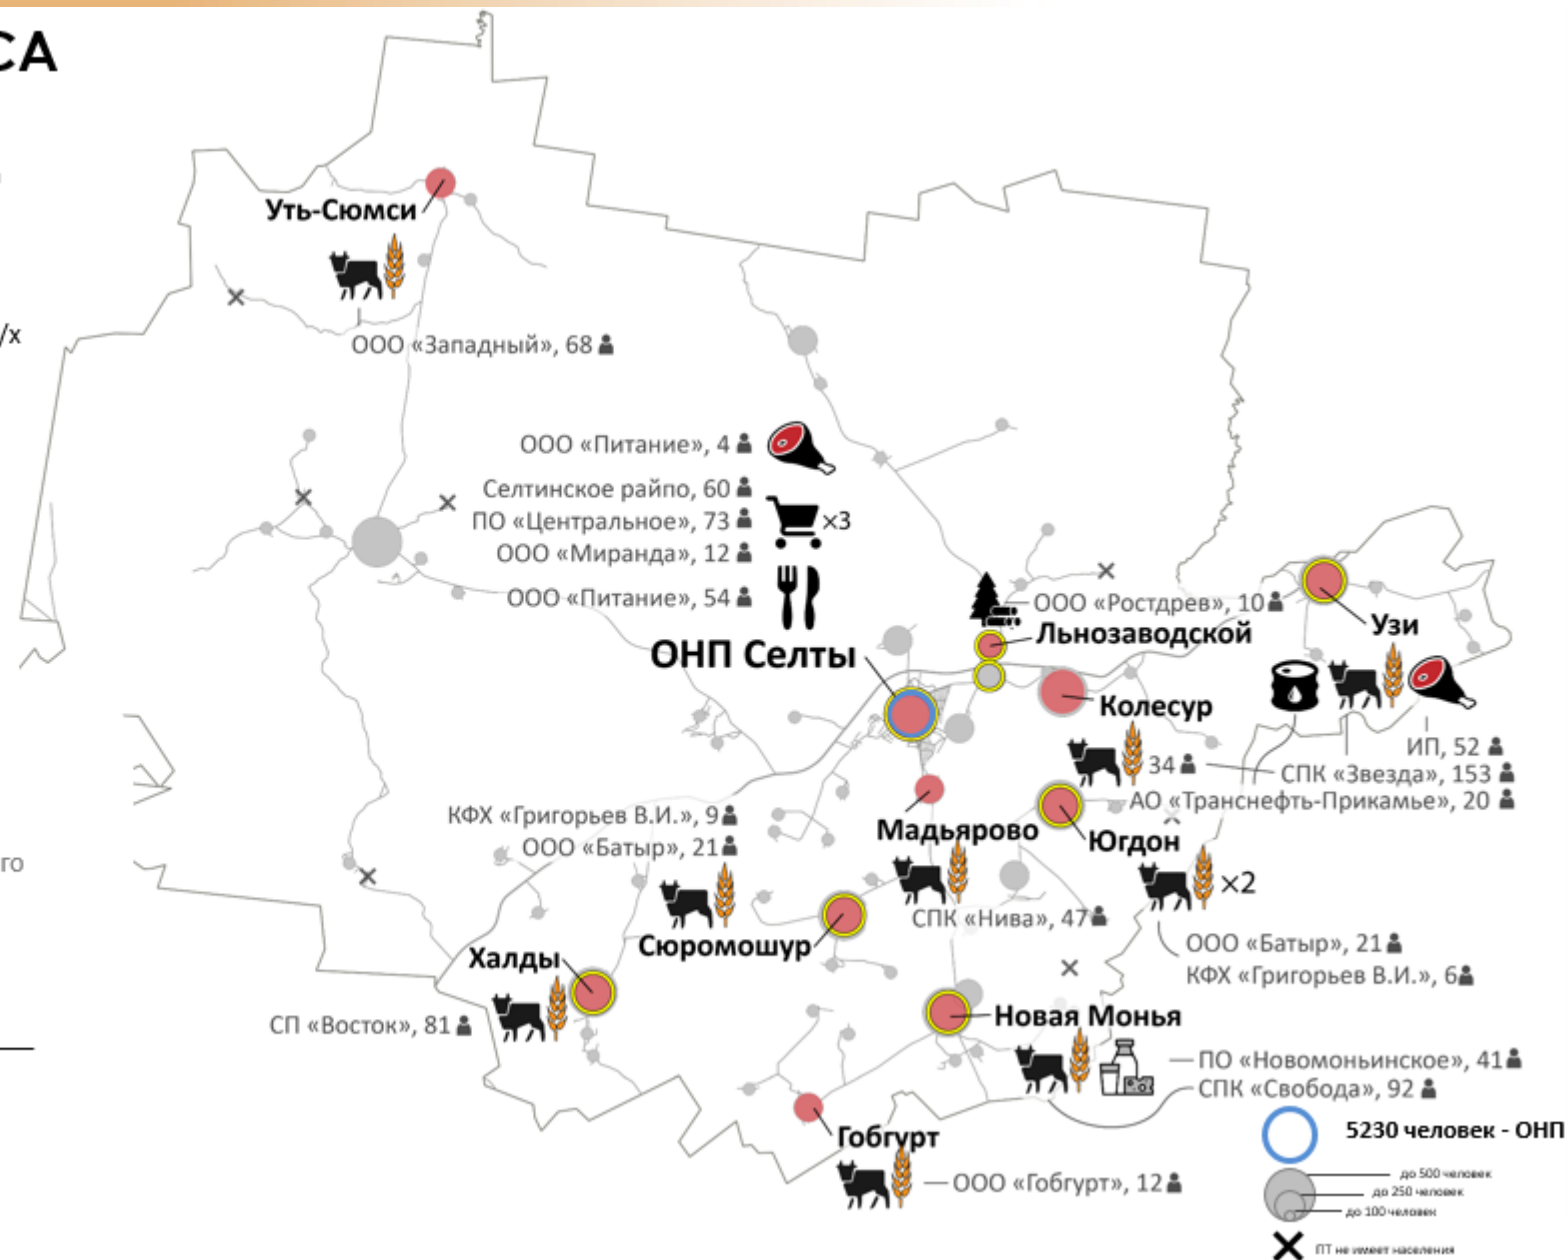 СА
/х
го
Уть-Сюмси
ООО «Западный», 68
ООО «Питание», 4
Селтинское райпо, 60
ПО «Центральное», 73
×3
ООО «Миранда», 12
ООО «Питание», 54
ОНП Селты
ООО «Ростдрев», 10
Льнозаводской
Узи
Колесур
ИП, 52
34
СПК «Звезда», 153
АО «Транснефть-Прикамье», 20
КФХ «Григорьев В.И.», 9
ООО «Батыр», 21
Мадьярово
Югдон
×2
СПК «Нива», 47
Сюромошур
ООО «Батыр», 21
КФХ «Григорьев В.И.», 6
Халды
СП «Восток», 81
Новая Монья
ПО «Новомоньинское», 41
СПК «Свобода», 92
Гобгурт
ООО «Гобгурт», 12
5230 человек - ОНП
до 500 человек
до 250 человек
до 100 человек
ПТ не имеет населения